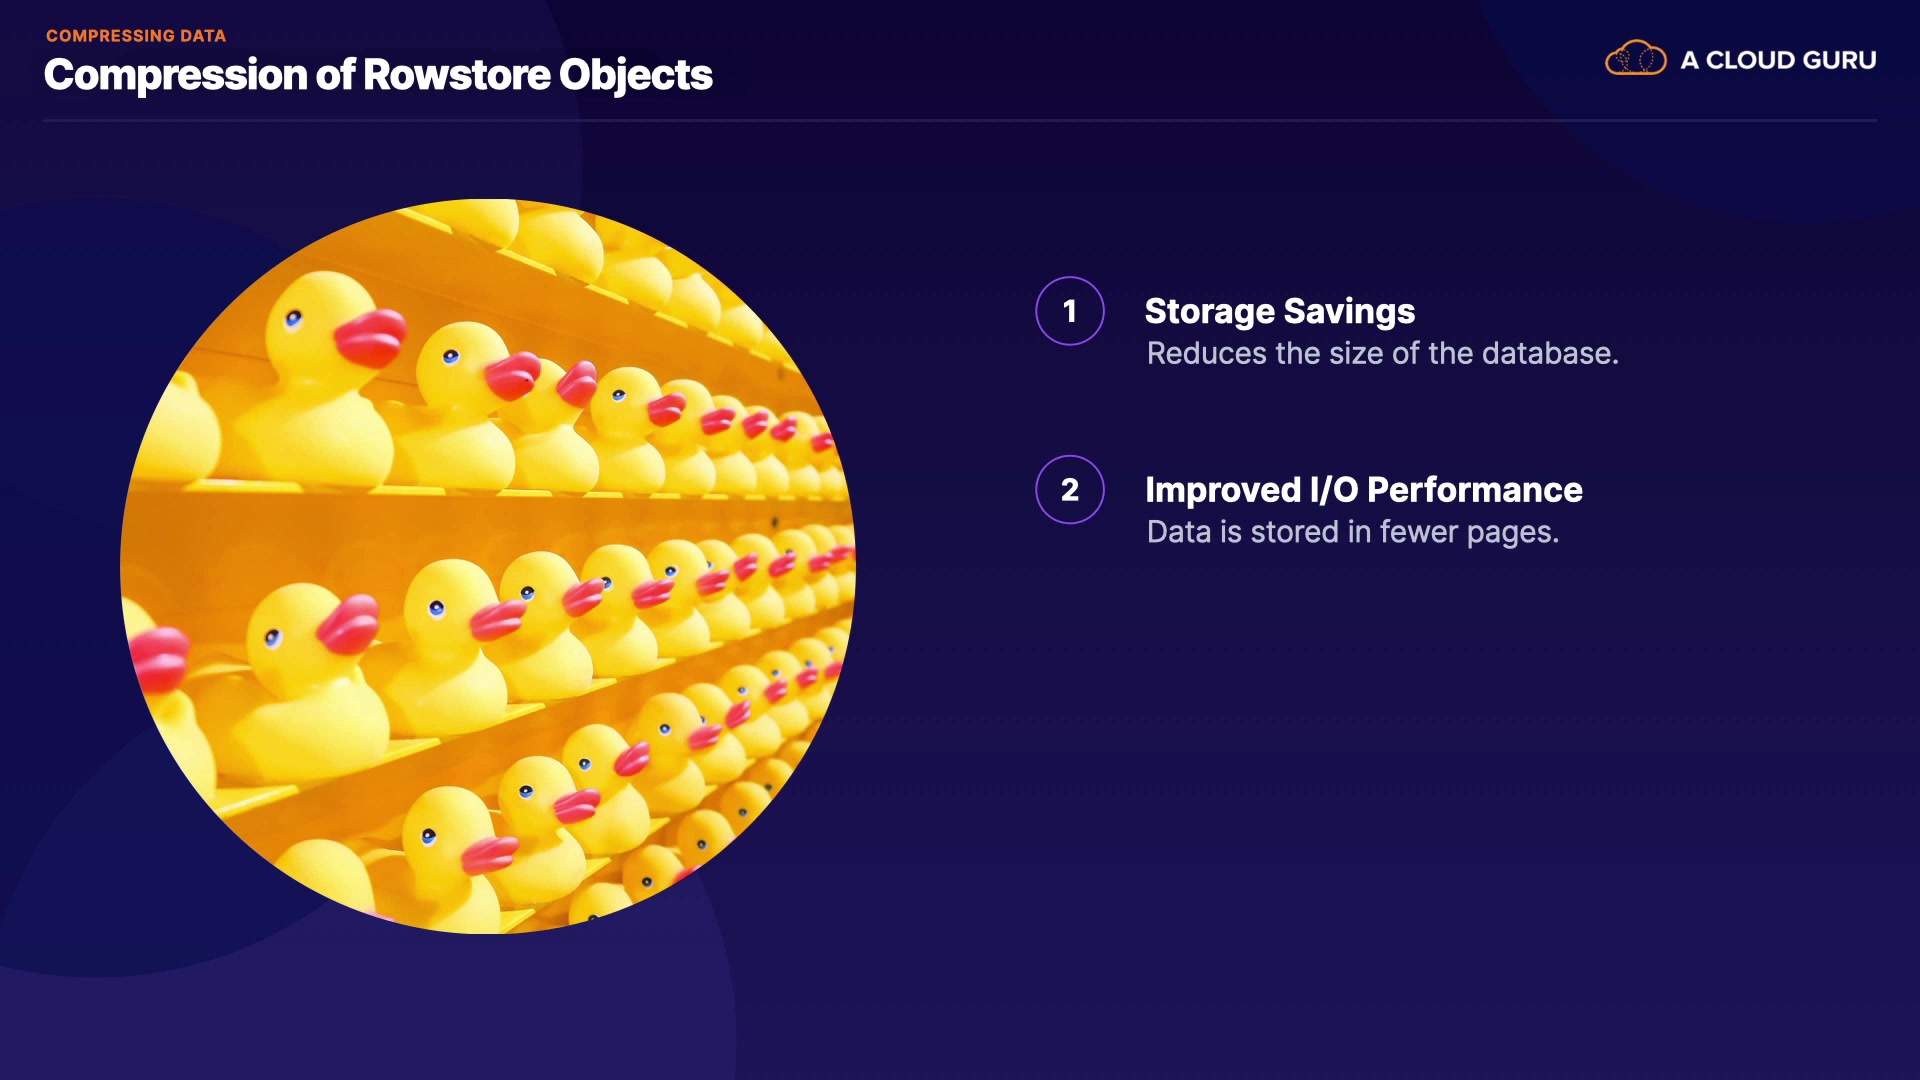 COMPRESSING DATA
Compression of Rowstore Objects
A CLOUD GURU
1
Storage Savings
Reduces the size of the database.
2
Improved I/O Performance
Data is stored in fewer pages.